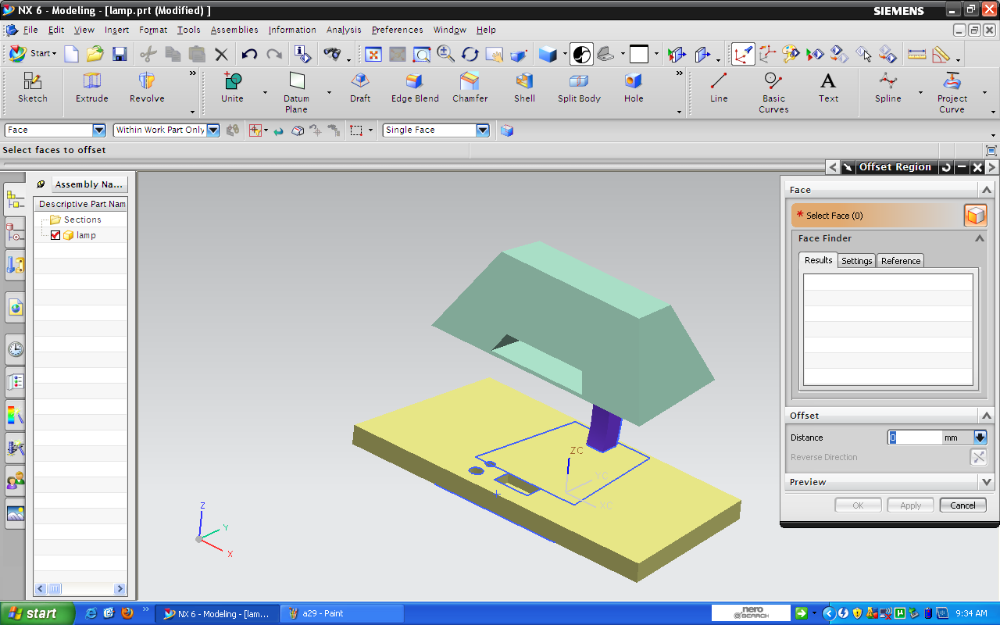 NX 6 - Modeling - [lamp.prt (Modified) ]
SIEMENS
File Edit View Insert Format Tools Assemblies Information Analysis Preferences Window Help
Start
Sketch Extrude Revolve Unite Datum Plane Draft Edge Blend Chamfer Shell Split Body Hole Line Basic Curves Text Spline Project Curve
Face Within Work Part Only Single Face
Select faces to offset
Offset Region
Assembly Na...
Descriptive Part Nam
Sections
lamp
Face
* Select Face (0)
Face Finder
Results Settings Reference
Offset
Distance 0 mm
Reverse Direction
Preview
OK Apply Cancel
ZC
YC
XC
Z
Y
X
start
NX 6 - Modeling - [lam...
a29 - Paint
nero
SEARCH
9:34 AM